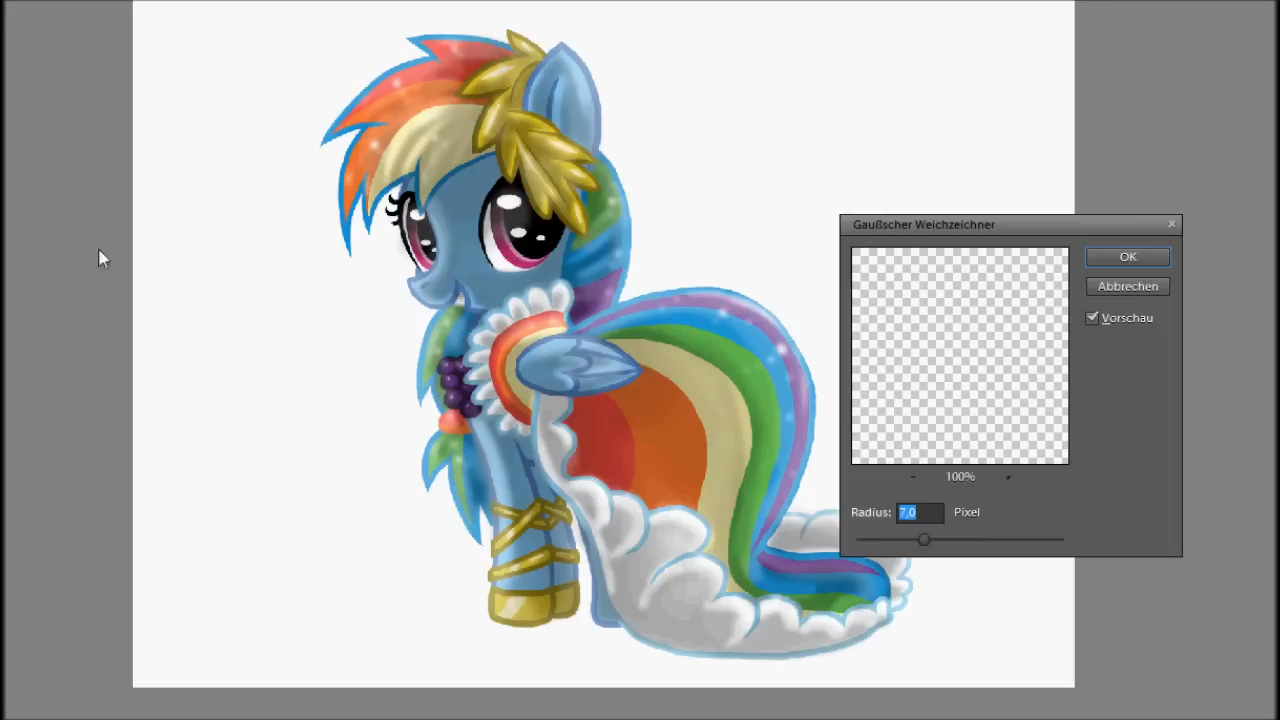 Gaußscher Weichzeichner
OK
Abbrechen
Vorschau
100%
Radius: 7,0 Pixel